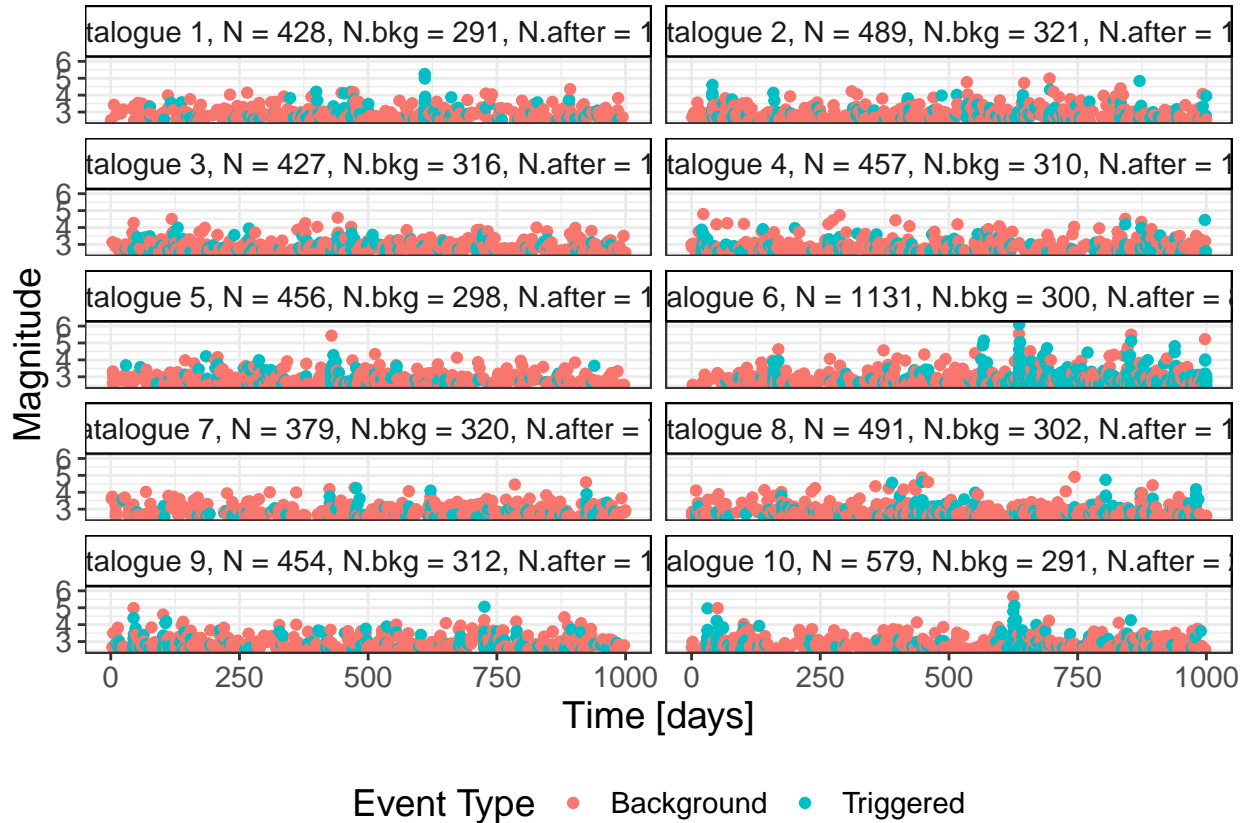 talogue 1, N = 428, N.bkg = 291, N.after = 1
talogue 2, N = 489, N.bkg = 321, N.after = 1
6
5
4
3
talogue 3, N = 427, N.bkg = 316, N.after = 1
talogue 4, N = 457, N.bkg = 310, N.after = 1
6
5
4
3
talogue 5, N = 456, N.bkg = 298, N.after = 1
alogue 6, N = 1131, N.bkg = 300, N.after =
6
5
4
3
atalogue 7, N = 379, N.bkg = 320, N.after =
talogue 8, N = 491, N.bkg = 302, N.after = 1
6
5
4
3
talogue 9, N = 454, N.bkg = 312, N.after = 1
alogue 10, N = 579, N.bkg = 291, N.after = 2
6
5
4
3
0 250 500 750 1000
0 250 500 750 1000
Magnitude
Time [days]
Event Type Background Triggered